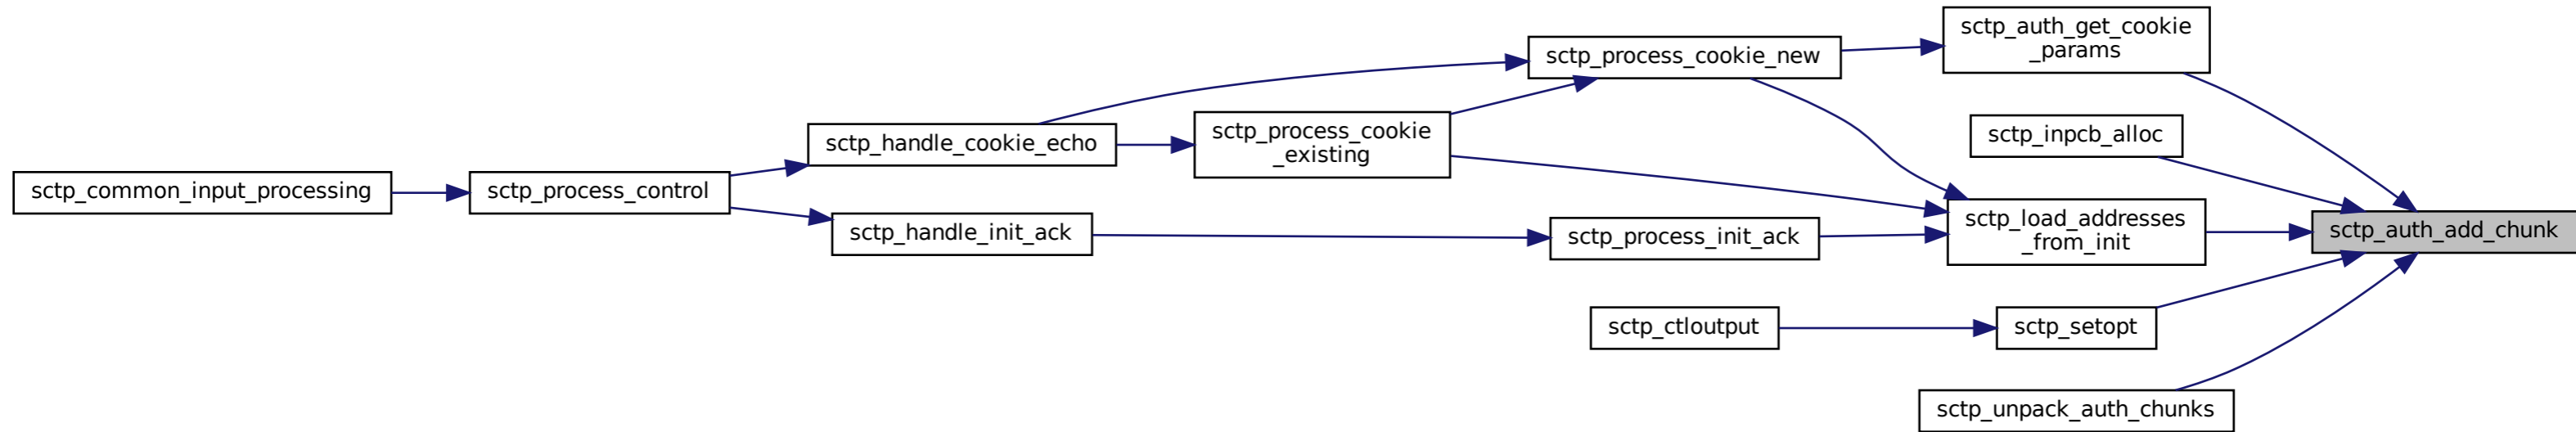 sctp_common_input_processing
sctp_process_control
sctp_handle_cookie_echo
sctp_handle_init_ack
sctp_process_cookie
_existing
sctp_process_cookie_new
sctp_process_init_ack
sctp_ctloutput
sctp_auth_get_cookie
_params
sctp_inpcb_alloc
sctp_load_addresses
_from_init
sctp_setopt
sctp_unpack_auth_chunks
sctp_auth_add_chunk